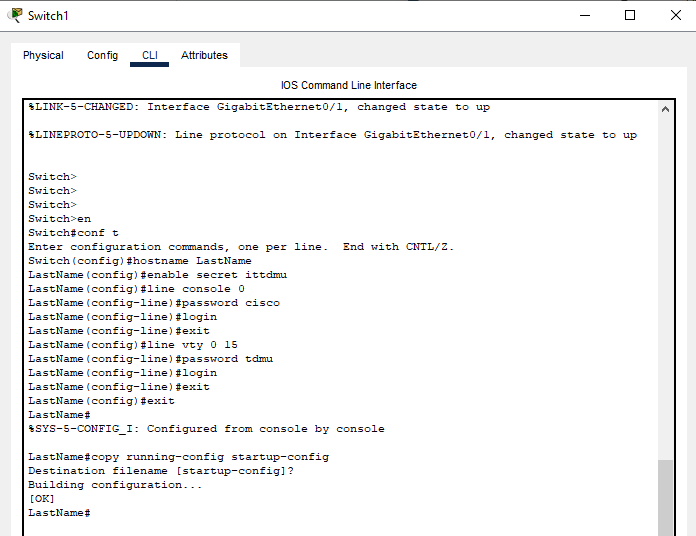 Switch1
Physical Config CLI Attributes
IOS Command Line Interface
%LINK-5-CHANGED: Interface GigabitEthernet0/1, changed state to up
%LINEPROTO-5-UPDOWN: Line protocol on Interface GigabitEthernet0/1, changed state to up
Switch>
Switch>
Switch>
Switch>en
Switch#conf t
Enter configuration commands, one per line.  End with CNTL/Z.
Switch(config)#hostname LastName
LastName(config)#enable secret ittdmu
LastName(config)#line console 0
LastName(config-line)#password cisco
LastName(config-line)#login
LastName(config-line)#exit
LastName(config)#line vty 0 15
LastName(config-line)#password tdmu
LastName(config-line)#login
LastName(config-line)#exit
LastName(config)#exit
LastName#
%SYS-5-CONFIG_I: Configured from console by console
LastName#copy running-config startup-config
Destination filename [startup-config]?
Building configuration...
[OK]
LastName#